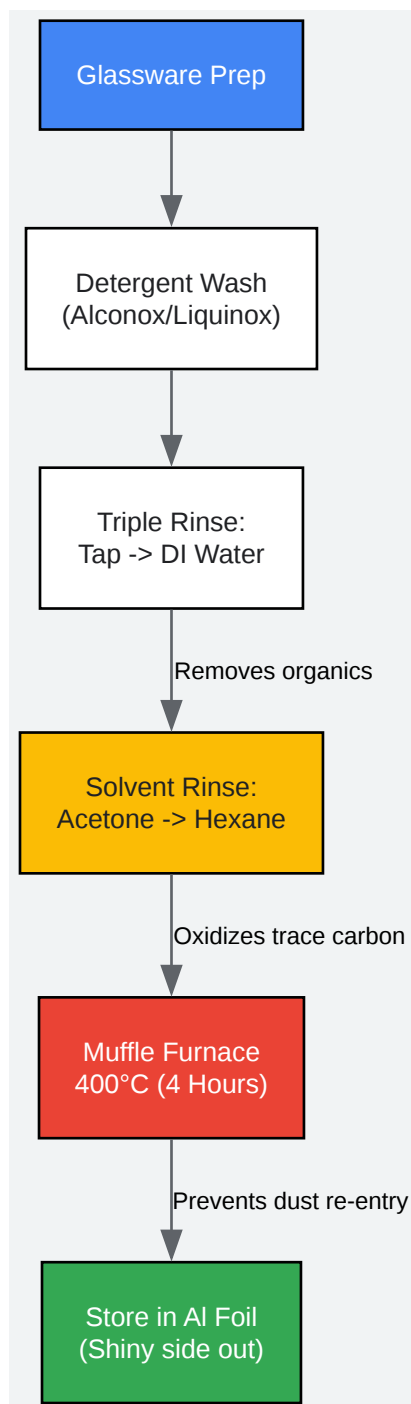 Glassware Prep
Detergent Wash
(Alconox/Liquinox)
Triple Rinse:
Tap -> DI Water
Removes organics
Solvent Rinse:
Acetone -> Hexane
Oxidizes trace carbon
Muffle Furnace
400°C (4 Hours)
Prevents dust re-entry
Store in Al Foil
(Shiny side out)